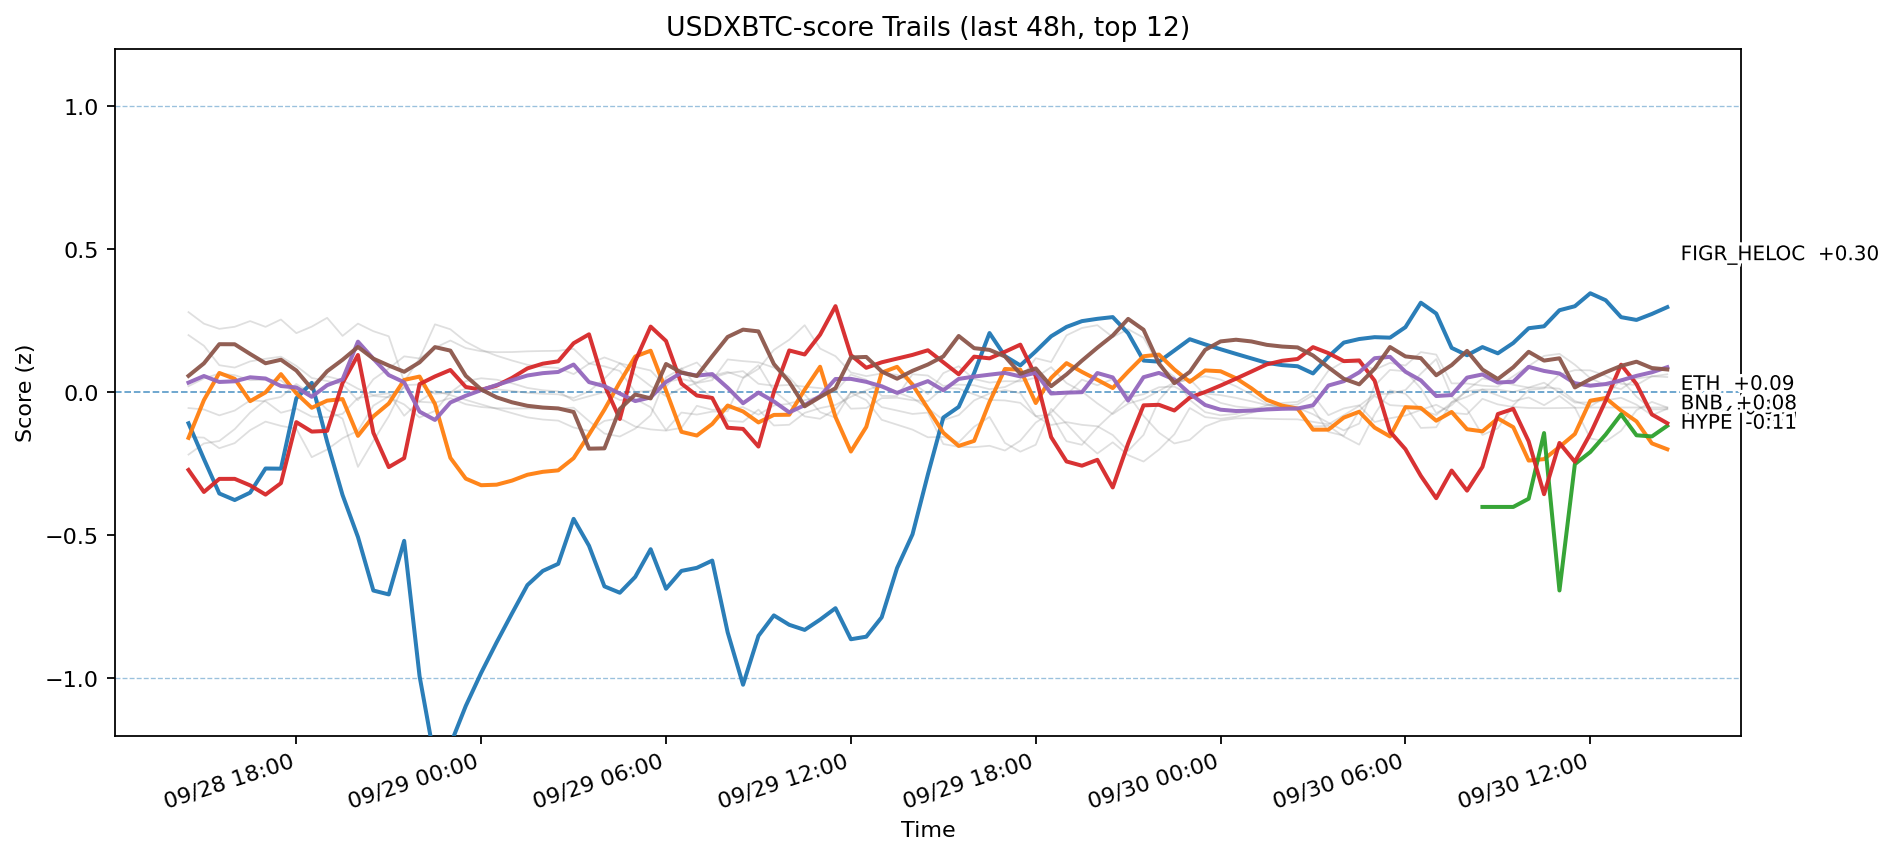 USDXBTC-score Trails (last 48h, top 12)
Score (z)
1.0
0.5
0.0
−0.5
−1.0
FIGR_HELOC +0.30
ETH +0.09
BNB +0.08
HYPE -0.11
09/28 18:00
09/29 00:00
09/29 06:00
09/29 12:00
09/29 18:00
09/30 00:00
09/30 06:00
09/30 12:00
Time